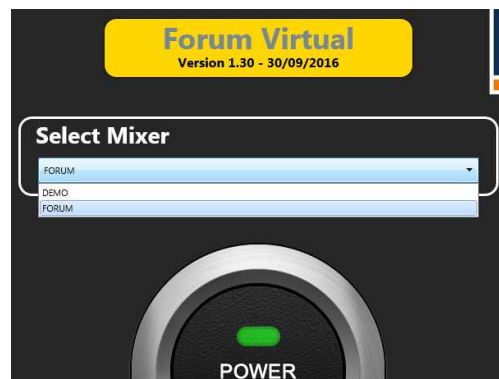 Forum Virtual
Version 1.30 - 30/09/2016
Select Mixer
FORUM
DEMO
FORUM
POWER